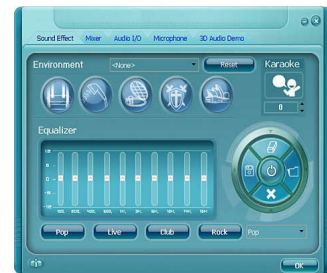 Sound Effect Mixer Audio I/O Microphone 3D Audio Demo
Environment <None> Reset Karaoke
0
Equalizer
Pop Live Club Rock Pop
OK